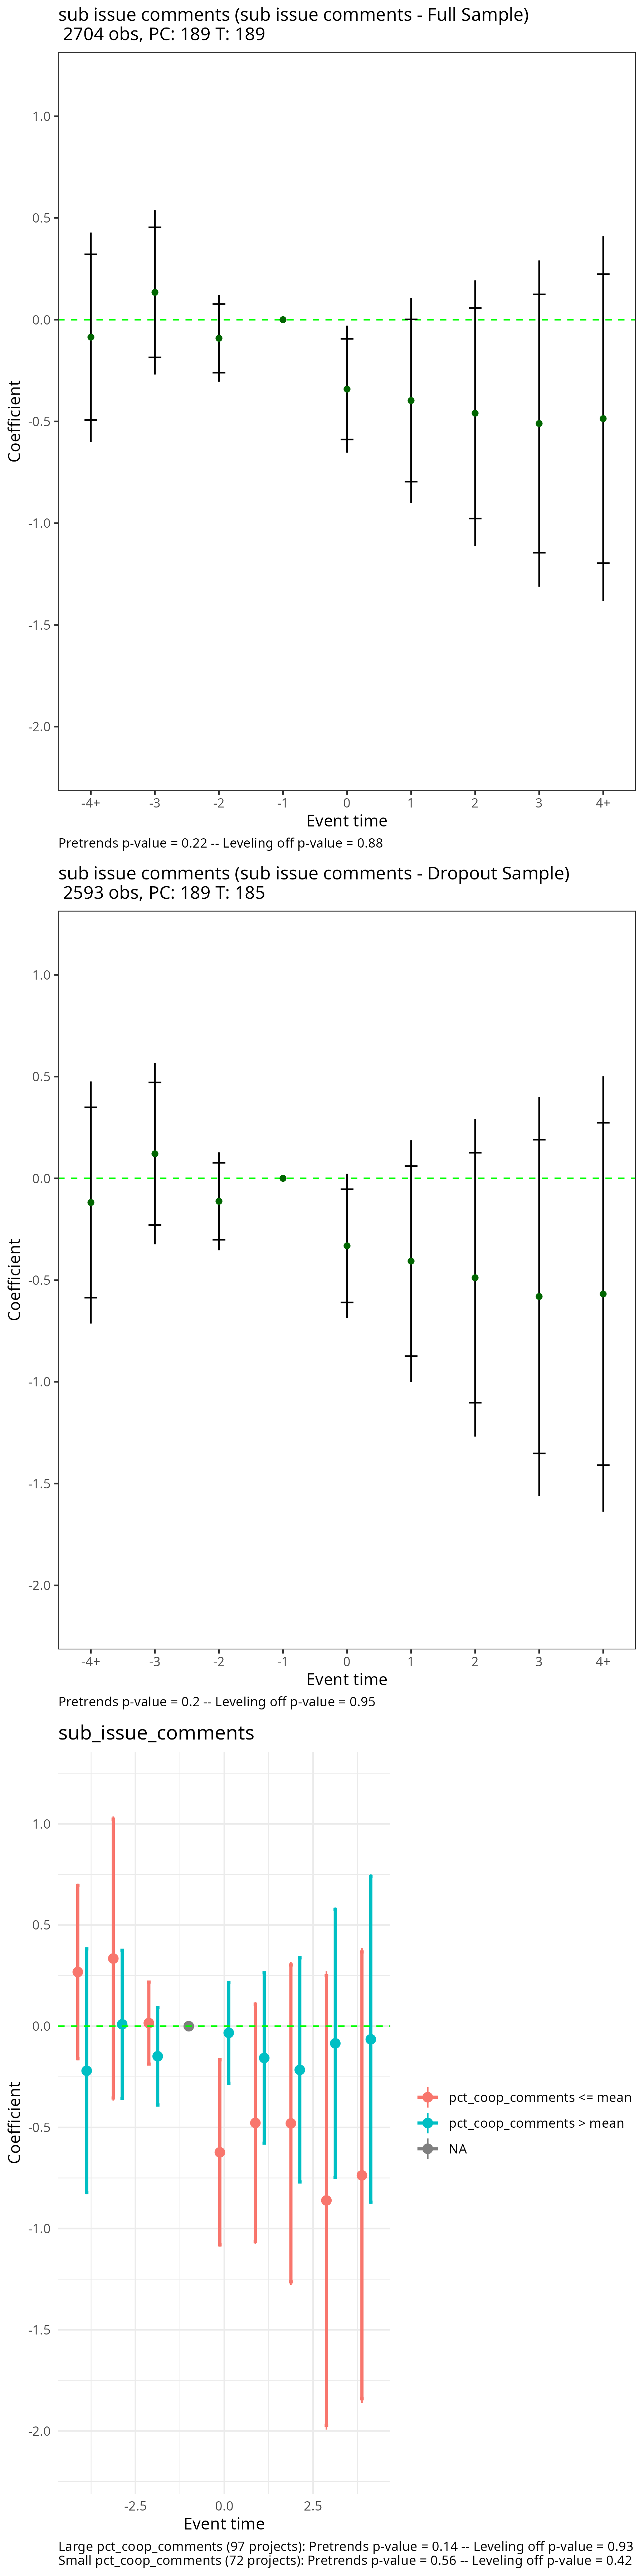 sub issue comments (sub issue comments - Full Sample)
2704 obs, PC: 189 T: 189
1.0
0.5
0.0
-0.5
-1.0
-1.5
-2.0
Coefficient
-4+ -3 -2 -1 0 1 2 3 4+
Event time
Pretrends p-value = 0.22 -- Leveling off p-value = 0.88
sub issue comments (sub issue comments - Dropout Sample)
2593 obs, PC: 189 T: 185
1.0
0.5
0.0
-0.5
-1.0
-1.5
-2.0
Coefficient
-4+ -3 -2 -1 0 1 2 3 4+
Event time
Pretrends p-value = 0.2 -- Leveling off p-value = 0.95
sub_issue_comments
1.0
0.5
0.0
-0.5
-1.0
-1.5
-2.0
Coefficient
pct_coop_comments <= mean
pct_coop_comments > mean
NA
-2.5 0.0 2.5
Event time
Large pct_coop_comments (97 projects): Pretrends p-value = 0.14 -- Leveling off p-value = 0.93
Small pct_coop_comments (72 projects): Pretrends p-value = 0.56 -- Leveling off p-value = 0.42